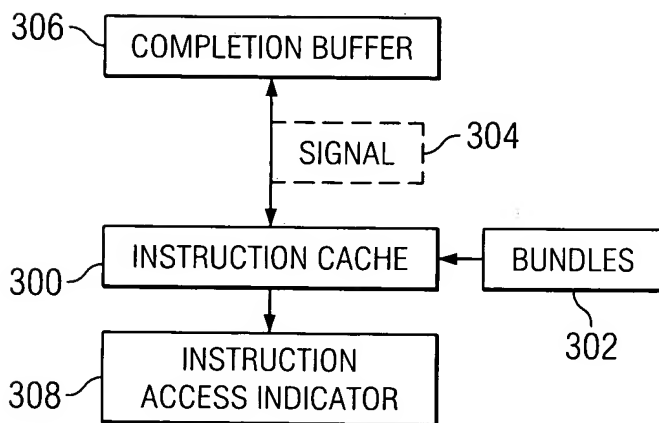 306
COMPLETION BUFFER
SIGNAL
304
300
INSTRUCTION CACHE
BUNDLES
302
308
INSTRUCTION
ACCESS INDICATOR